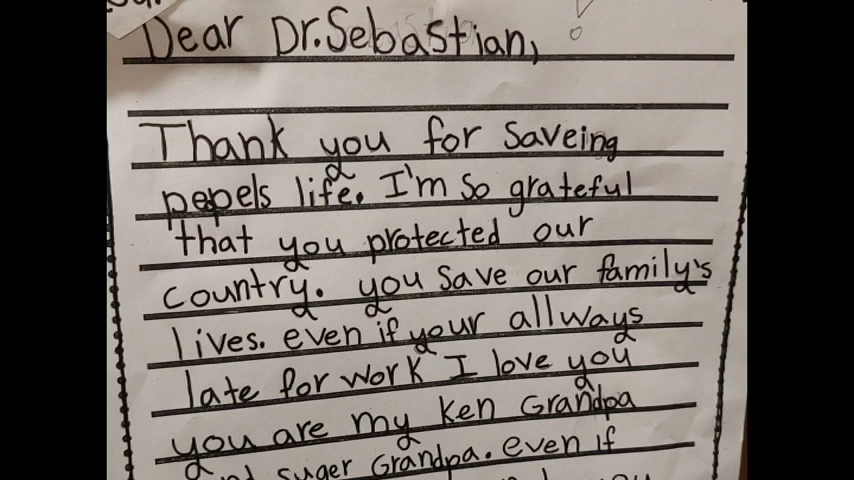 Dear Dr.Sebastian,
Thank you for saveing
pepels life. I'm so grateful
that you protected our
country. you save our family's
lives. even if your allways
late for work I love you
you are my Ken Grandpa
suger Grandpa. even if
you